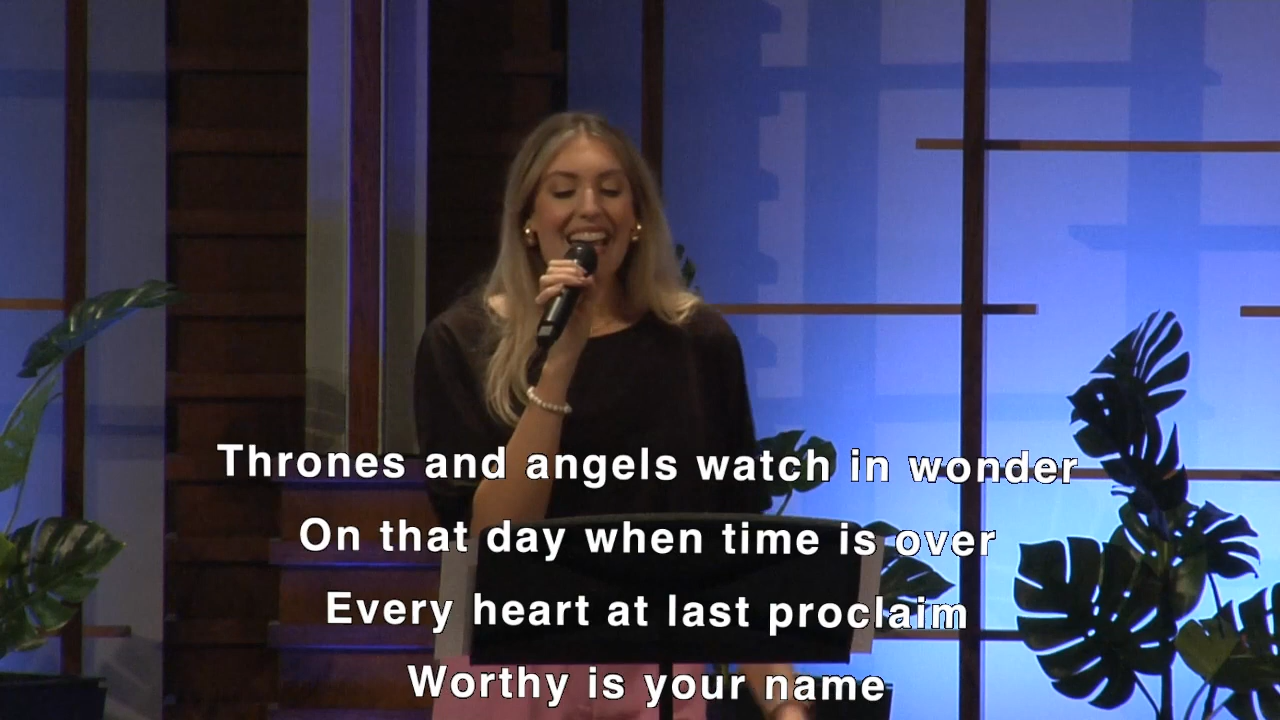 Thrones and angels watch in wonder
On that day when time is over
Every heart at last proclaim
Worthy is your name